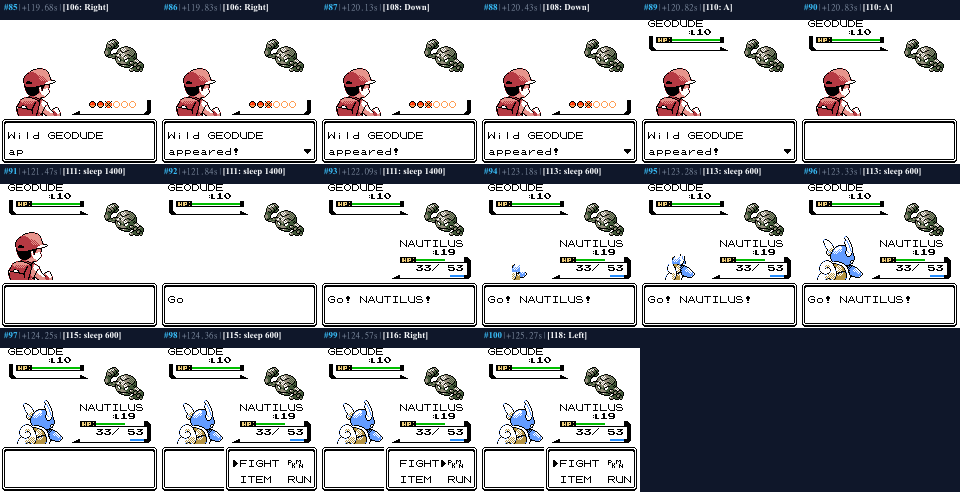 #85|+119.68s|[106: Right]
Wild GEODUDE
ap
#86|+119.83s|[106: Right]
Wild GEODUDE
appeared!
#87|+120.13s|[108: Down]
Wild GEODUDE
appeared!
#88|+120.43s|[108: Down]
Wild GEODUDE
appeared!
#89|+120.82s|[110: A]
GEODUDE
:L10
HP:
Wild GEODUDE
appeared!
#90|+120.83s|[110: A]
GEODUDE
:L10
HP:
#91|+121.47s|[111: sleep 1400]
GEODUDE
:L10
HP:
#92|+121.84s|[111: sleep 1400]
GEODUDE
:L10
HP:
Go
#93|+122.09s|[111: sleep 1400]
GEODUDE
:L10
HP:
NAUTILUS
:L19
HP:
33/ 53
Go! NAUTILUS!
#94|+123.18s|[113: sleep 600]
GEODUDE
:L10
HP:
NAUTILUS
:L19
HP:
33/ 53
Go! NAUTILUS!
#95|+123.28s|[113: sleep 600]
GEODUDE
:L10
HP:
NAUTILUS
:L19
HP:
33/ 53
Go! NAUTILUS!
#96|+123.33s|[113: sleep 600]
GEODUDE
:L10
HP:
NAUTILUS
:L19
HP:
33/ 53
Go! NAUTILUS!
#97|+124.25s|[115: sleep 600]
GEODUDE
:L10
HP:
NAUTILUS
:L19
HP:
33/ 53
#98|+124.36s|[115: sleep 600]
GEODUDE
:L10
HP:
NAUTILUS
:L19
HP:
33/ 53
FIGHT PKMN
ITEM RUN
#99|+124.60s|[116: Right]
GEODUDE
:L10
HP:
NAUTILUS
:L19
HP:
33/ 53
FIGHT PKMN
ITEM RUN
#100|+125.27s|[118: Left]
GEODUDE
:L10
HP:
NAUTILUS
:L19
HP:
33/ 53
FIGHT PKMN
ITEM RUN